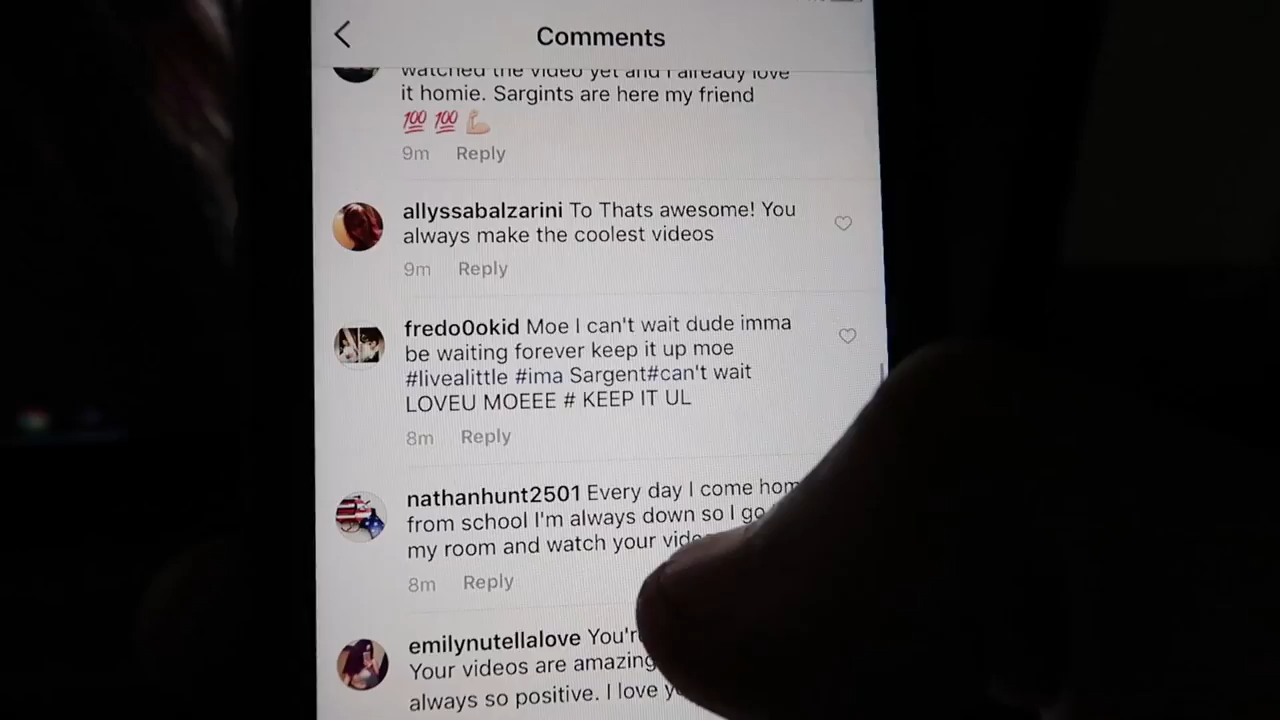 Comments
watched the video yet and I already love
it homie. Sargints are here my friend
💯 💯 💪🏼
9m Reply
allyssabalzarini To Thats awesome! You
always make the coolest videos
9m Reply
fredo0okid Moe I can't wait dude imma
be waiting forever keep it up moe
#livealittle #ima Sargent#can't wait
LOVEU MOEEE # KEEP IT UL
8m Reply
nathanhunt2501 Every day I come
from school I'm always down so I go
my room and watch your
8m Reply
emilynutellalove
Your videos are amazing
always so positive. I love